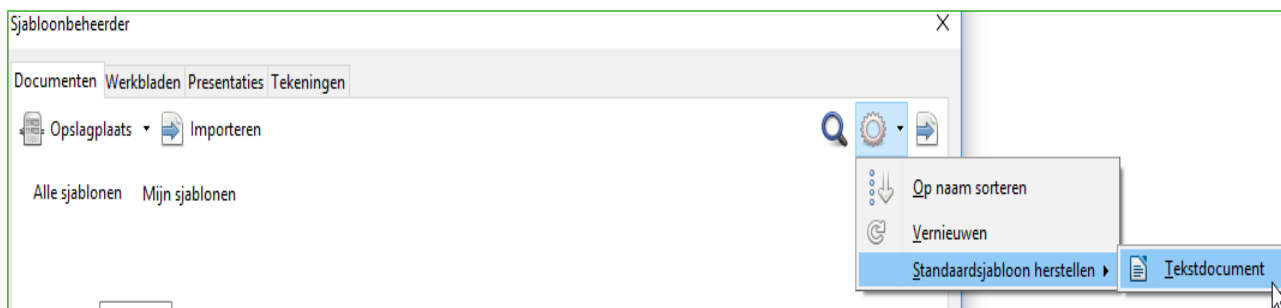 Sjabloonbeheerder
Documenten Werkbladen Presentaties Tekeningen
Opslagplaats Importeren
Alle sjablonen Mijn sjablonen
Op naam sorteren
Vernieuwen
Standaardsjabloon herstellen Tekstdocument